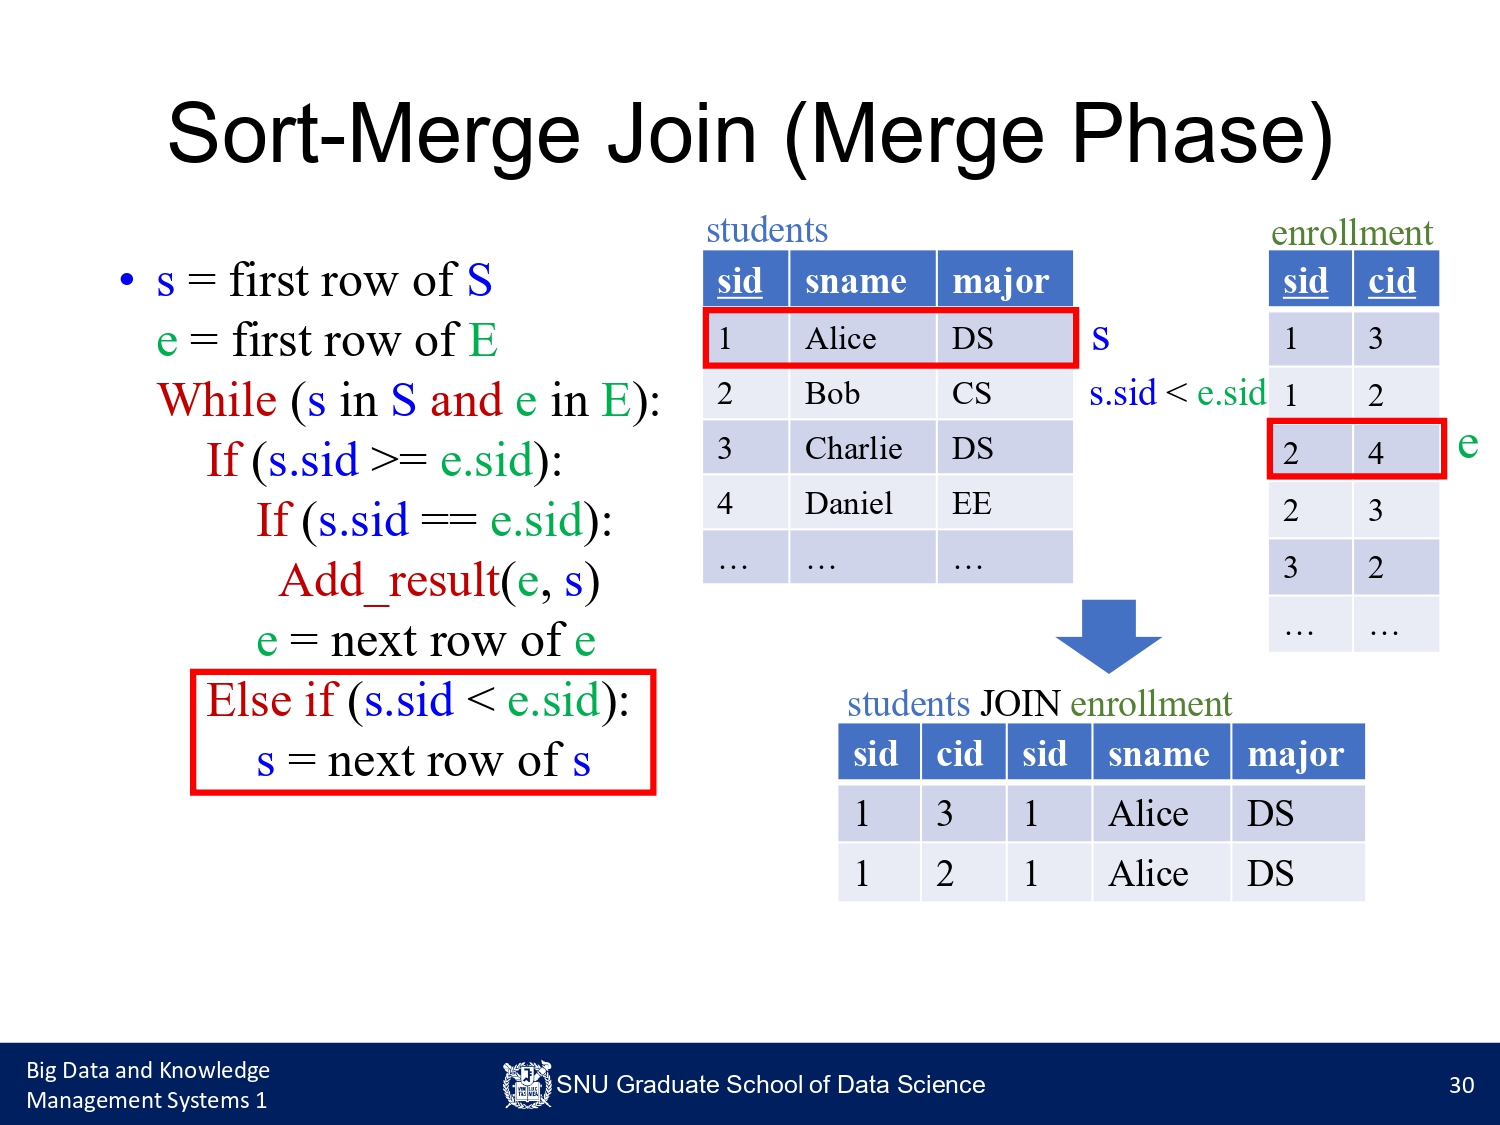 Sort-Merge Join (Merge Phase)
• s = first row of S
e = first row of E
While (s in S and e in E):
If (s.sid >= e.sid):
If (s.sid == e.sid):
Add_result(e, s)
e = next row of e
Else if (s.sid < e.sid):
s = next row of s
students
sid sname major
1 Alice DS
2 Bob CS
3 Charlie DS
4 Daniel EE
… … …
s
s.sid < e.sid
enrollment
sid cid
1 3
1 2
2 4
2 3
3 2
… …
e
students JOIN enrollment
sid cid sid sname major
1 3 1 Alice DS
1 2 1 Alice DS
Big Data and Knowledge
Management Systems 1
SNU Graduate School of Data Science
30